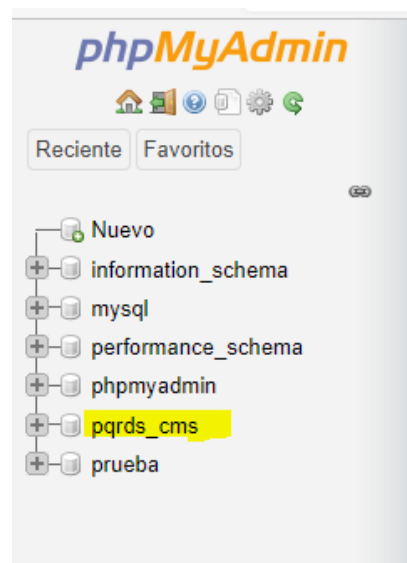 phpMyAdmin
Reciente Favoritos
Nuevo
information_schema
mysql
performance_schema
phpmyadmin
pqrds_cms
prueba